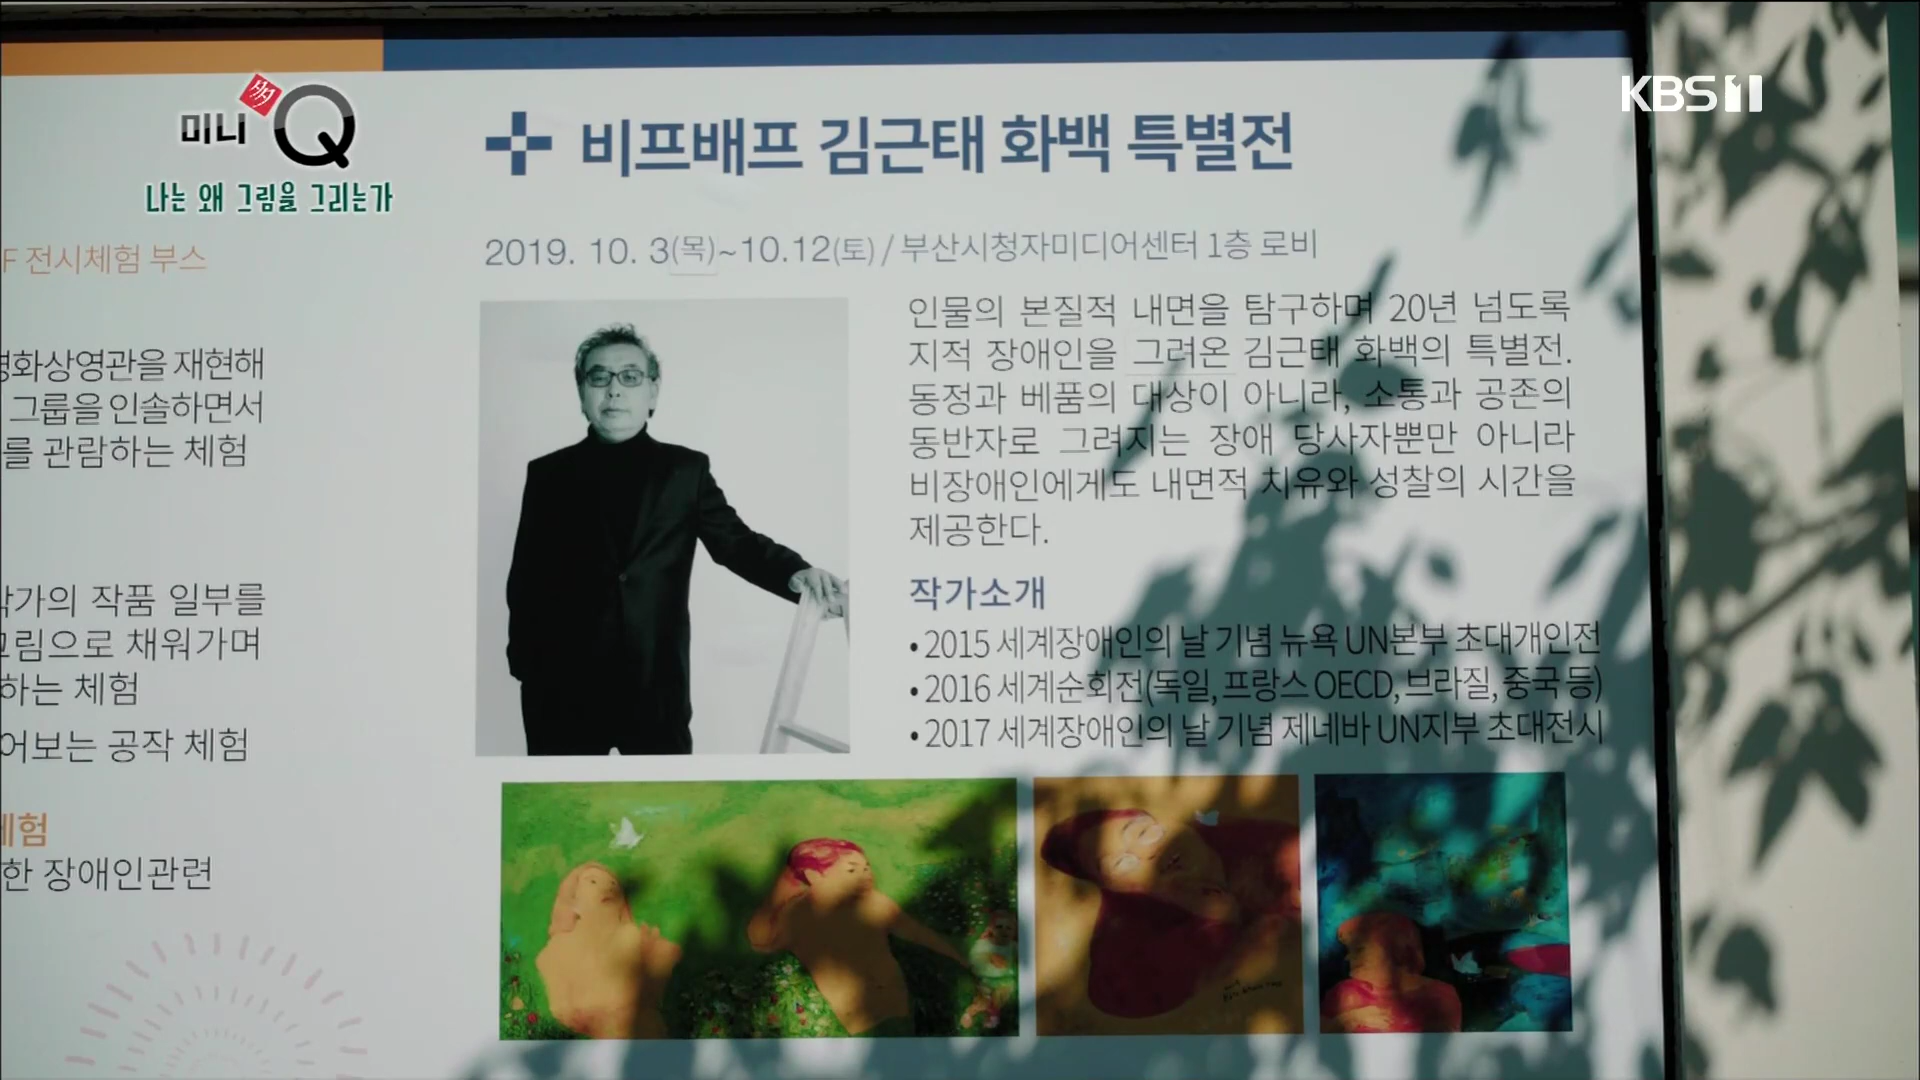 미니多Q
나는 왜 그림을 그리는가
KBS 1
F 전시체험 부스
영화상영관을 재현해
그룹을 인솔하면서
를 관람하는 체험
작가의 작품 일부를
그림으로 채워가며
하는 체험
어보는 공작 체험
체험
한 장애인관련
비프배프 김근태 화백 특별전
2019. 10. 3(목)~10.12(토) / 부산시청자미디어센터 1층 로비
인물의 본질적 내면을 탐구하며 20년 넘도록
지적 장애인을 그려온 김근태 화백의 특별전.
동정과 베품의 대상이 아니라, 소통과 공존의
동반자로 그려지는 장애 당사자뿐만 아니라
비장애인에게도 내면적 치유와 성찰의 시간을
제공한다.
작가소개
• 2015 세계장애인의 날 기념 뉴욕 UN본부 초대개인전
• 2016 세계순회전(독일, 프랑스 OECD, 브라질, 중국 등)
• 2017 세계장애인의 날 기념 제네바 UN지부 초대전시